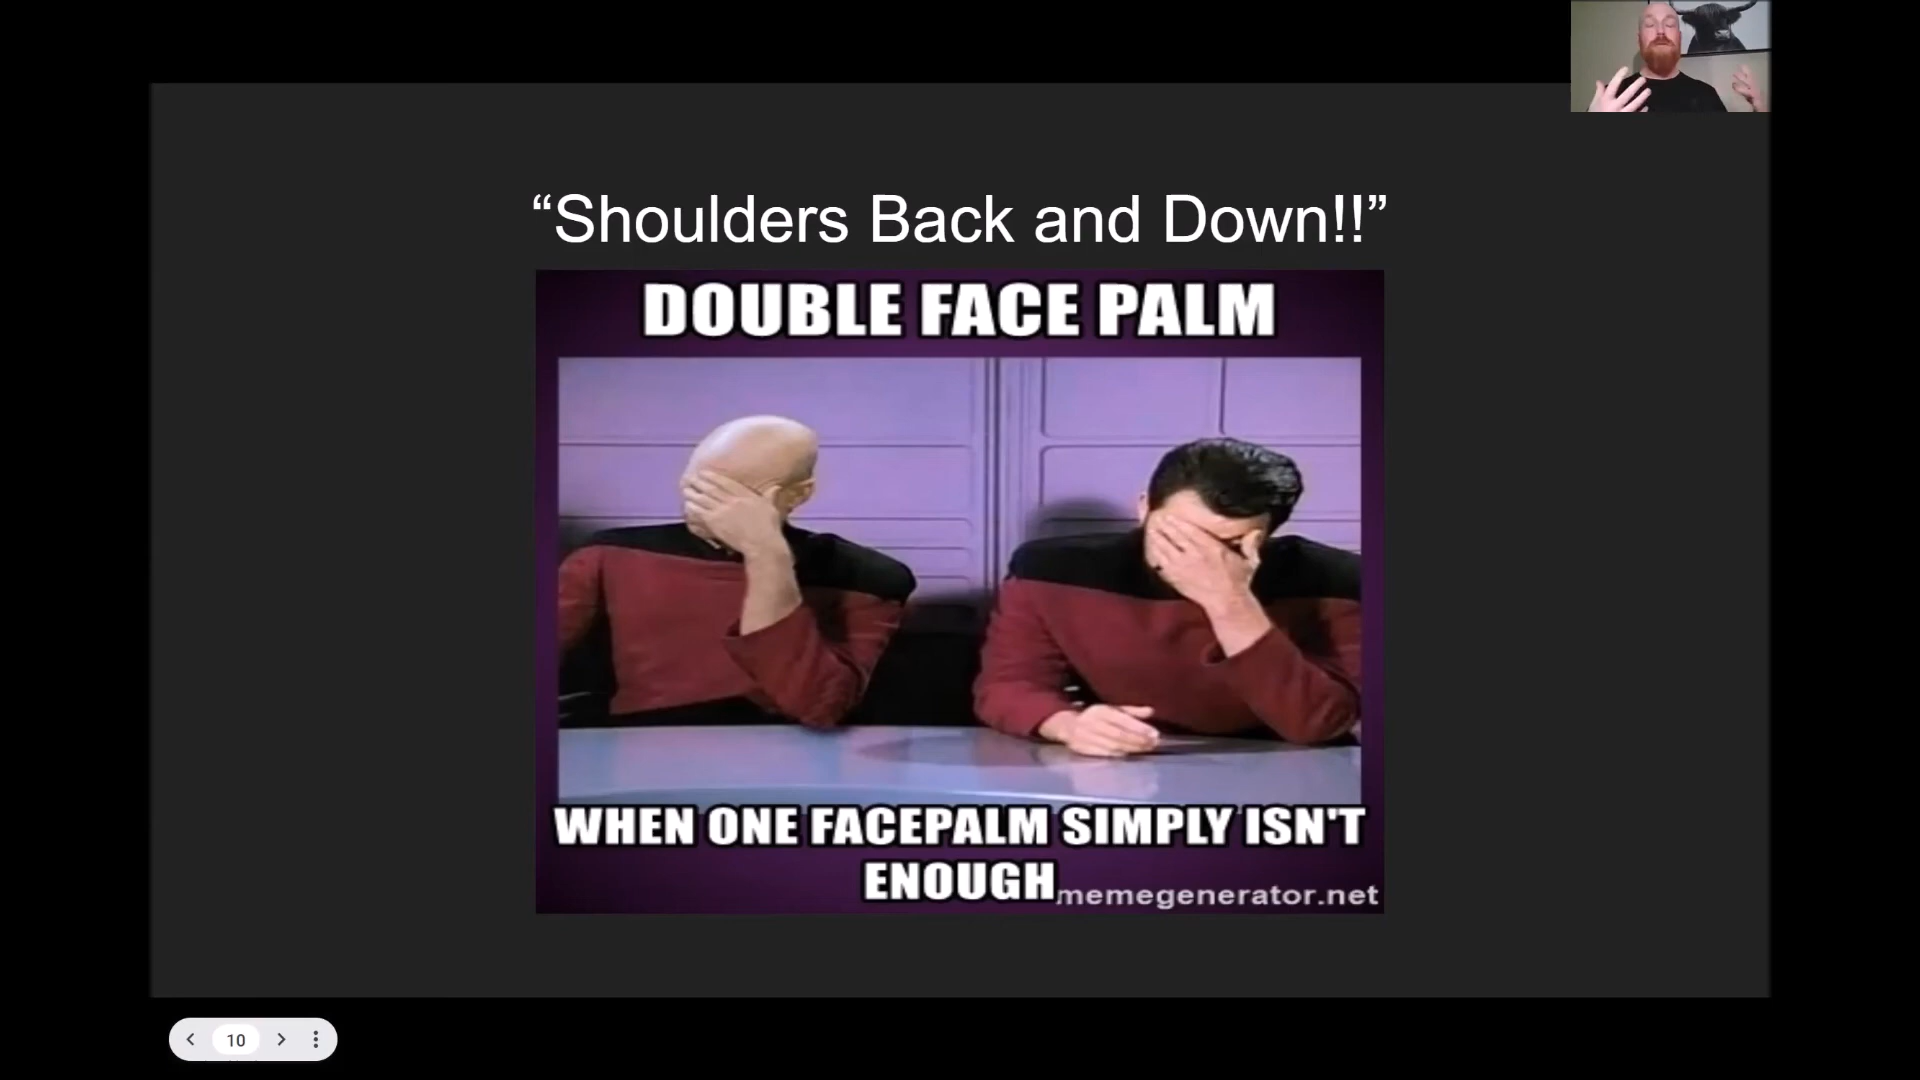 “Shoulders Back and Down!!”
DOUBLE FACE PALM
WHEN ONE FACEPALM SIMPLY ISN'T
ENOUGH
memegenerator.net
10